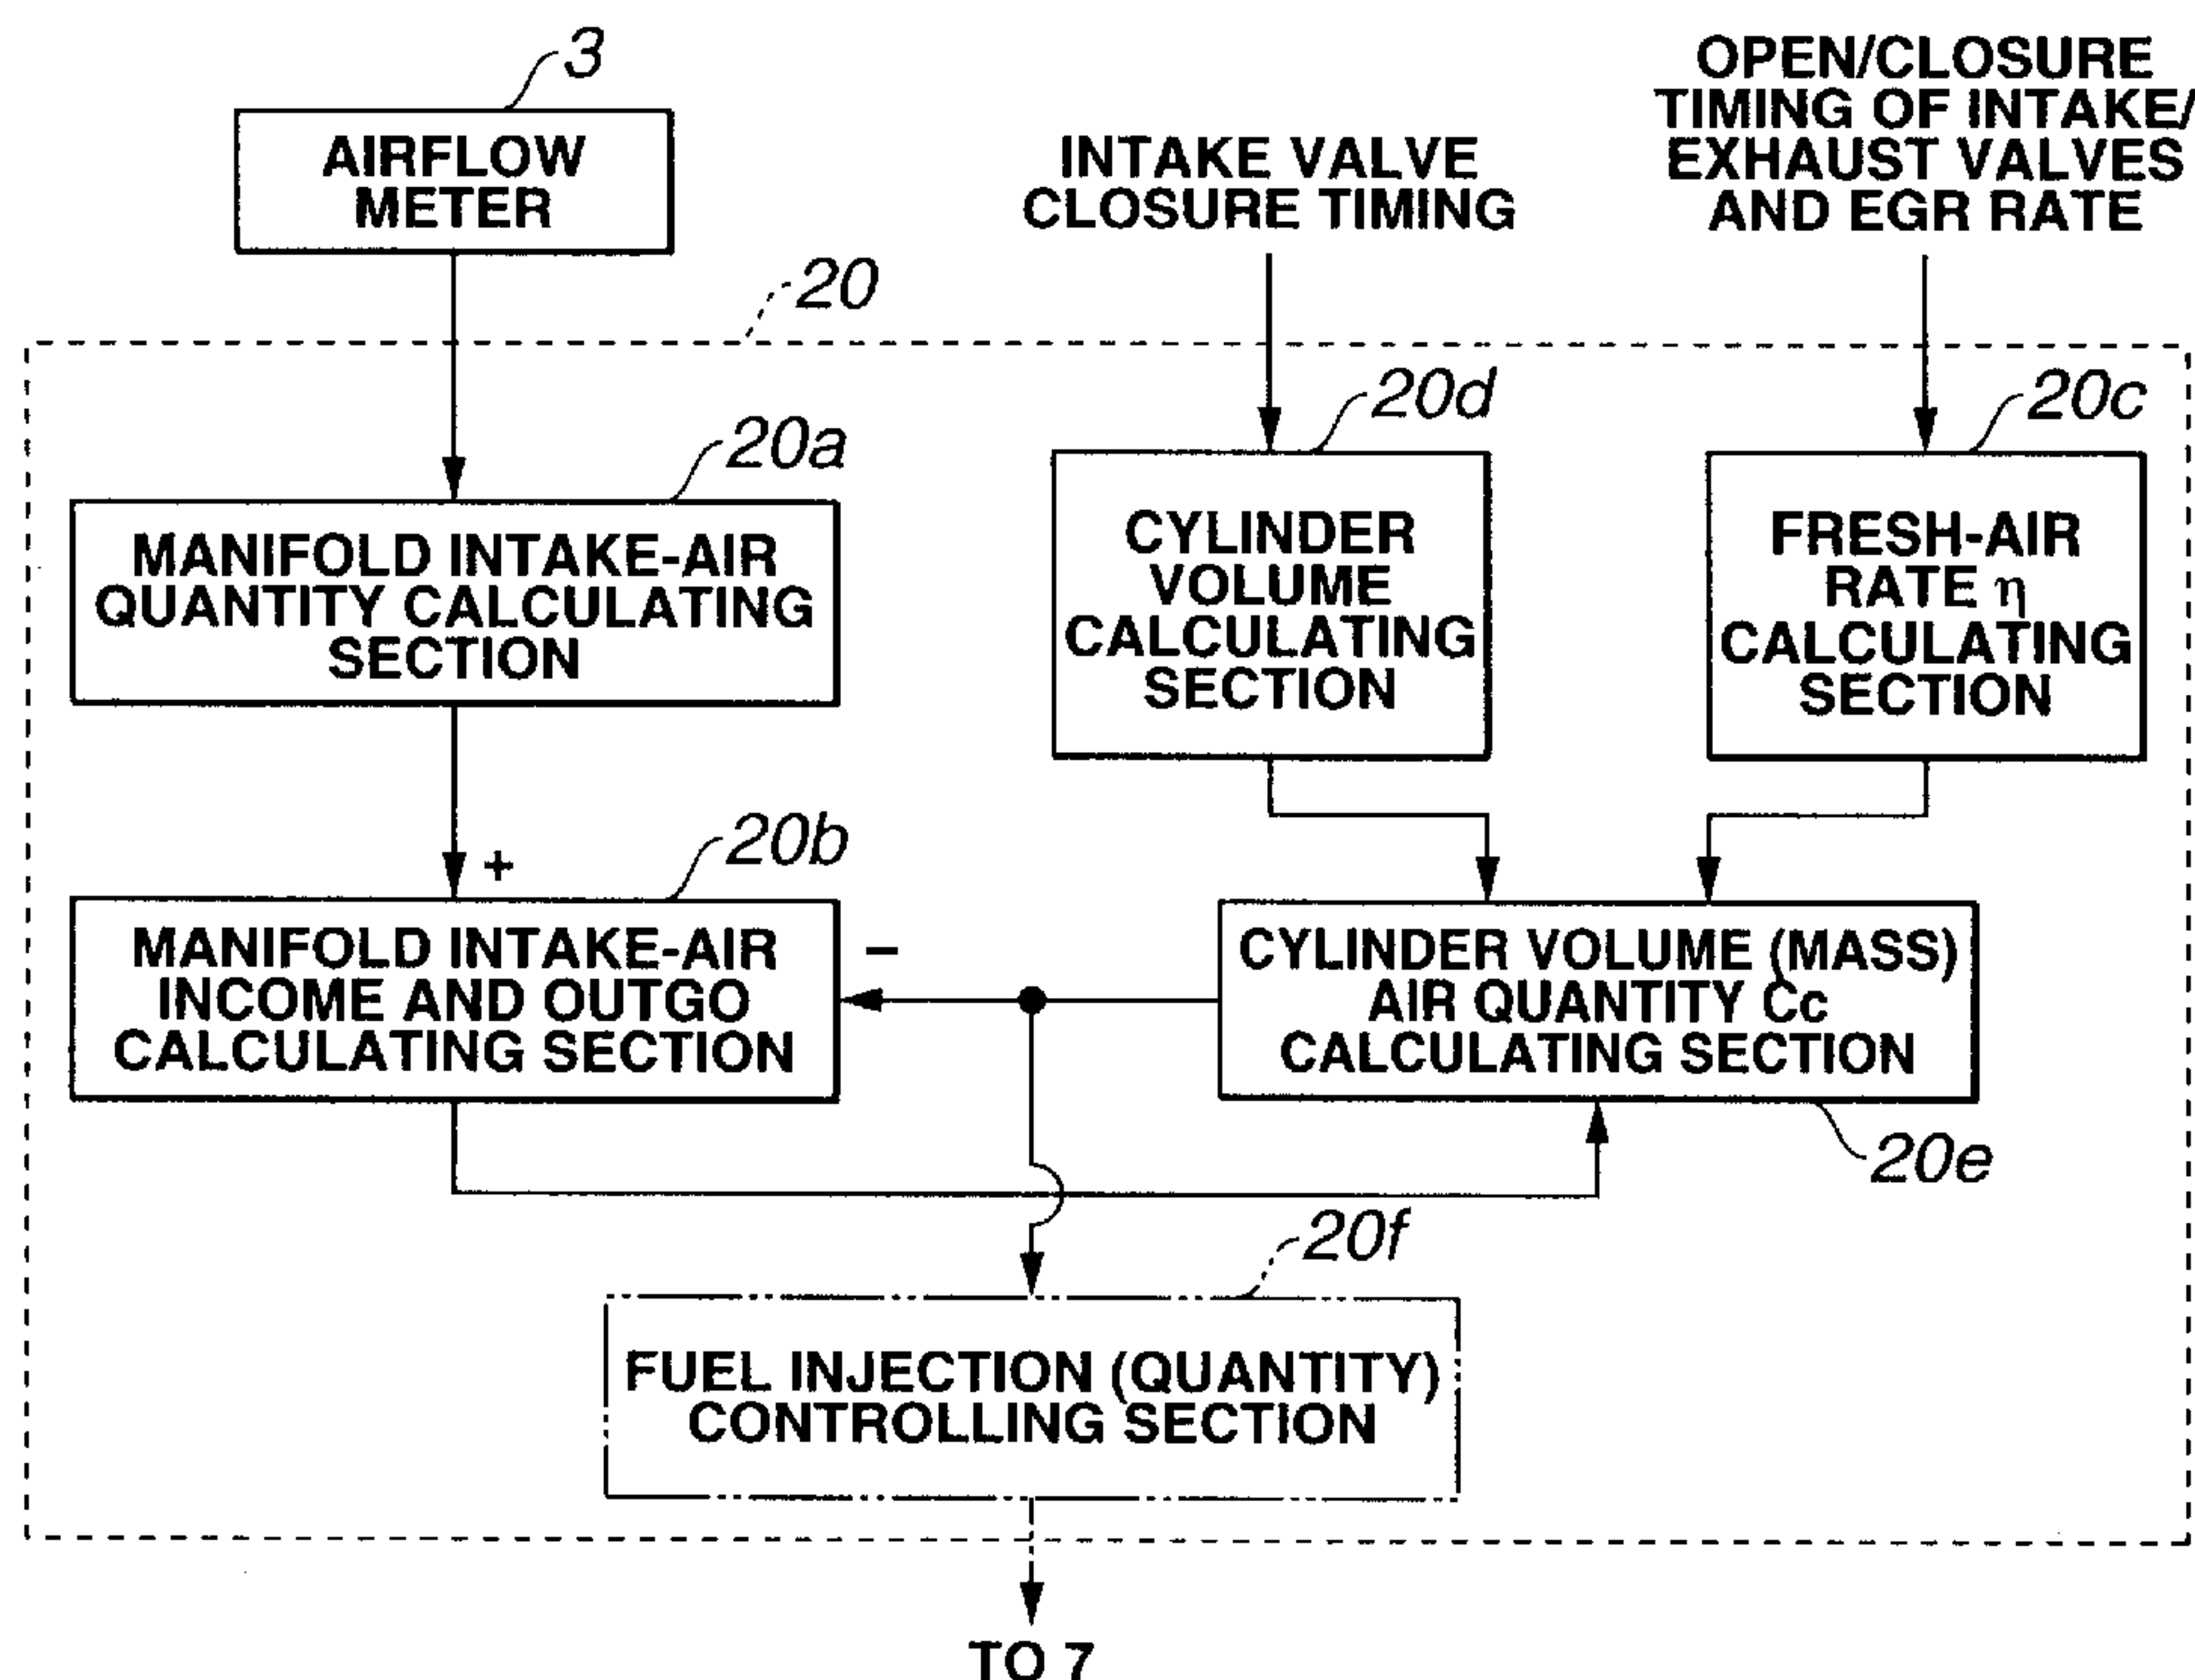 3
AIRFLOW
METER
INTAKE VALVE
CLOSURE TIMING
OPEN/CLOSURE
TIMING OF INTAKE/
EXHAUST VALVES
AND EGR RATE
20
20a
MANIFOLD INTAKE-AIR
QUANTITY CALCULATING
SECTION
20d
CYLINDER
VOLUME
CALCULATING
SECTION
20c
FRESH-AIR
RATE η
CALCULATING
SECTION
+
20b
MANIFOLD INTAKE-AIR
INCOME AND OUTGO
CALCULATING SECTION
–
CYLINDER VOLUME (MASS)
AIR QUANTITY Cc
CALCULATING SECTION
20e
20f
FUEL INJECTION (QUANTITY)
CONTROLLING SECTION
TO 7